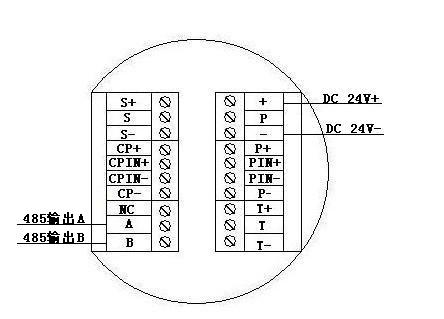 S+
S
S-
CP+
CPIN+
CPIN-
CP-
NC
A
B
485输出A
485输出B
+
P
-
P+
PIN+
PIN-
P-
T+
T
T-
DC 24V+
DC 24V-